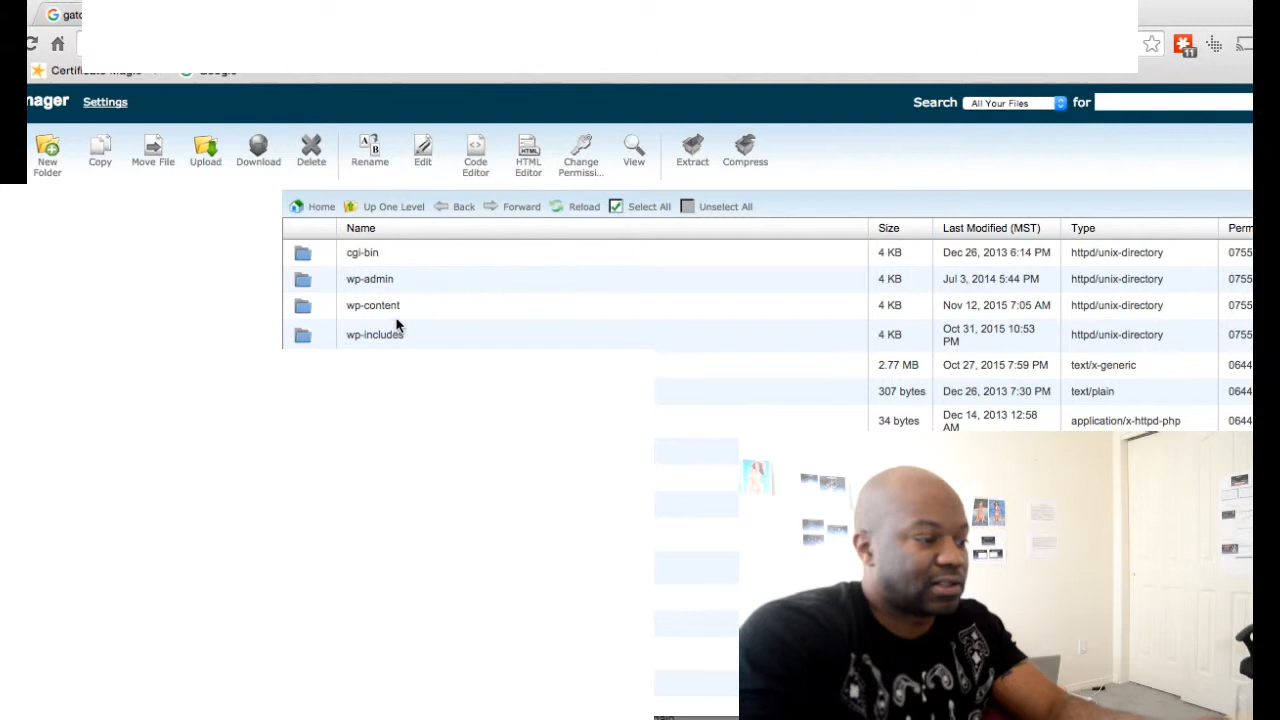 gato
11
Certificate Magic
Google
nager Settings
Search All Your Files for
New Folder
Copy
Move File
Upload
Download
Delete
Rename
Edit
Code Editor
HTML Editor
Change Permissi...
View
Extract
Compress
Home Up One Level Back Forward Reload Select All Unselect All
Name Size Last Modified (MST) Type Perm
cgi-bin 4 KB Dec 26, 2013 6:14 PM httpd/unix-directory 0755
wp-admin 4 KB Jul 3, 2014 5:44 PM httpd/unix-directory 0755
wp-content 4 KB Nov 12, 2015 7:05 AM httpd/unix-directory 0755
wp-includes 4 KB Oct 31, 2015 10:53 PM httpd/unix-directory 0755
2.77 MB Oct 27, 2015 7:59 PM text/x-generic 0644
307 bytes Dec 26, 2013 7:30 PM text/plain 0644
34 bytes Dec 14, 2013 12:58 AM application/x-httpd-php 0644